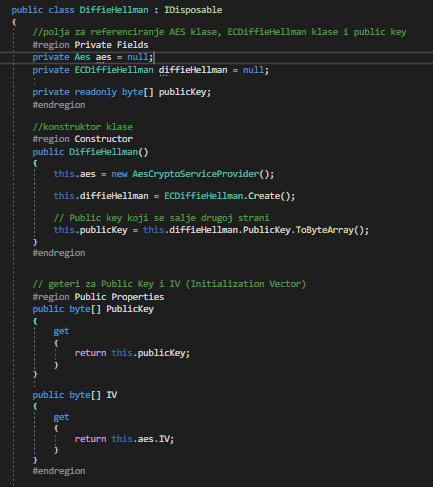 public class DiffieHellman : IDisposable
{
//polja za referenciranje AES klase, ECDiffieHellman klase i public key
#region Private Fields
private Aes aes = null;
private ECDiffieHellman diffieHellman = null;
private readonly byte[] publicKey;
#endregion
//konstruktor klase
#region Constructor
public DiffieHellman()
{
this.aes = new AesCryptoServiceProvider();
this.diffieHellman = ECDiffieHellman.Create();
// Public key koji se salje drugoj strani
this.publicKey = this.diffieHellman.PublicKey.ToByteArray();
}
#endregion
// geteri za Public Key i IV (Initialization Vector)
#region Public Properties
public byte[] PublicKey
{
get
{
return this.publicKey;
}
}
public byte[] IV
{
get
{
return this.aes.IV;
}
}
#endregion